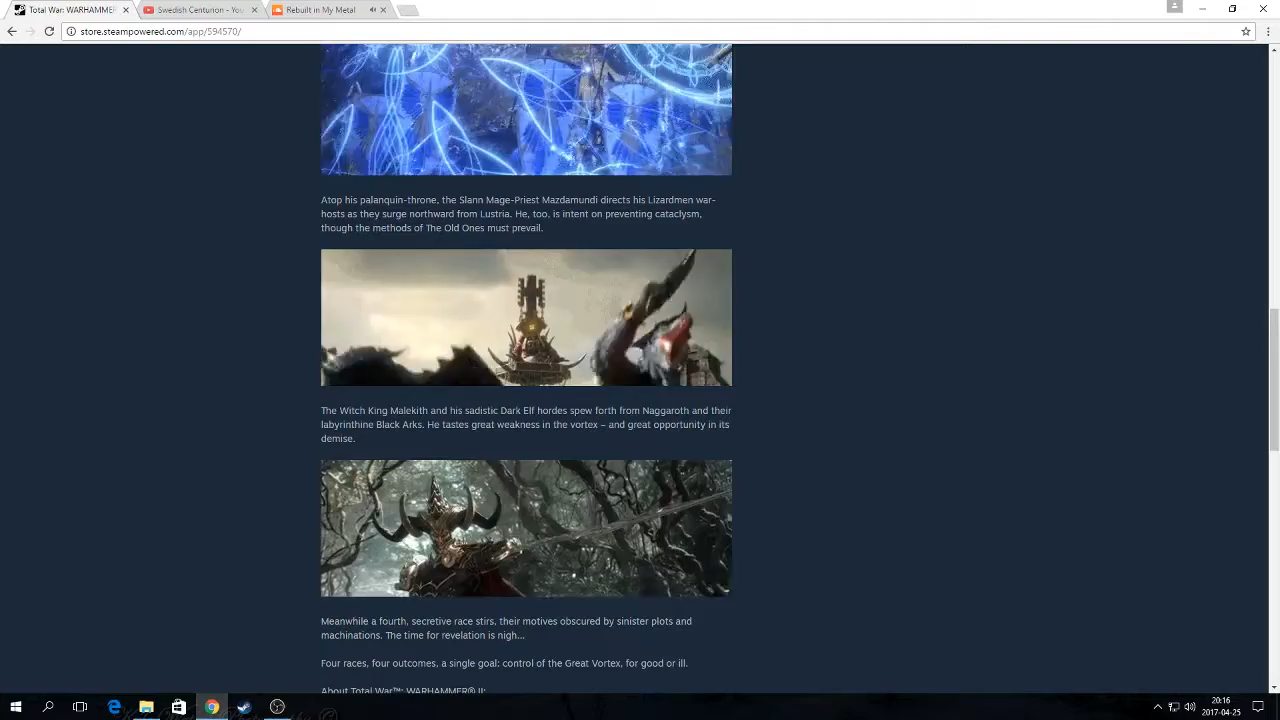 Total War: WARHAMMER
Swedish Centurion - You
Rebuilt in My Metal
store.steampowered.com/app/594570/
Atop his palanquin-throne, the Slann Mage-Priest Mazdamundi directs his Lizardmen war-
hosts as they surge northward from Lustria. He, too, is intent on preventing cataclysm,
though the methods of The Old Ones must prevail.
The Witch King Malekith and his sadistic Dark Elf hordes spew forth from Naggaroth and their
labyrinthine Black Arks. He tastes great weakness in the vortex – and great opportunity in its
demise.
Meanwhile a fourth, secretive race stirs, their motives obscured by sinister plots and
machinations. The time for revelation is nigh...
Four races, four outcomes, a single goal: control of the Great Vortex, for good or ill.
About Total War™: WARHAMMER® II:
20:16
2017-04-25